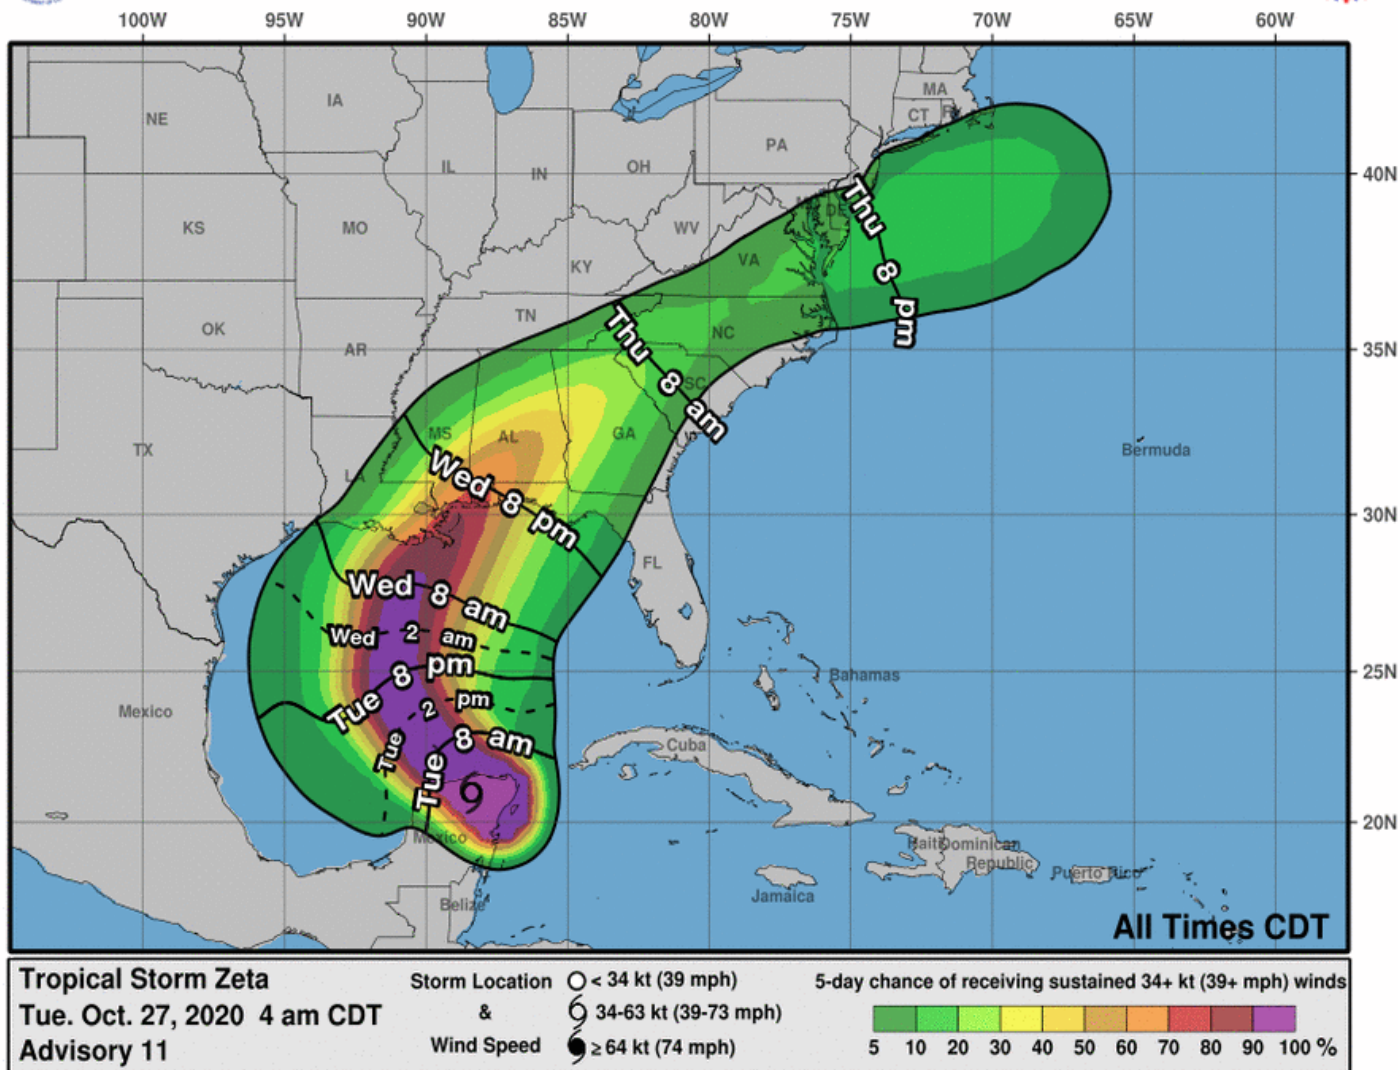 100W 95W 90W 85W 80W 75W 70W 65W 60W
MA
CT
NE
IA
PA
IL
IN
OH
40N
Thu
8
pm
DE
KS
MO
WV
VA
KY
OK
TN
AR
NC
35N
Thu
8
am
SC
TX
MS
AL
GA
LA
Bermuda
Wed 8 pm
30N
FL
Wed 8 am
Wed 2 am
Tue 8 pm
25N
Bahamas
Mexico
Tue 2 pm
Tue 8 am
Cuba
20N
Mexico
Haiti
Dominican
Republic
Puerto Rico
Jamaica
Belize
All Times CDT
Tropical Storm Zeta
Tue. Oct. 27, 2020 4 am CDT
Advisory 11
Storm Location
&
Wind Speed
< 34 kt (39 mph)
34-63 kt (39-73 mph)
≥ 64 kt (74 mph)
5-day chance of receiving sustained 34+ kt (39+ mph) winds
5 10 20 30 40 50 60 70 80 90 100 %